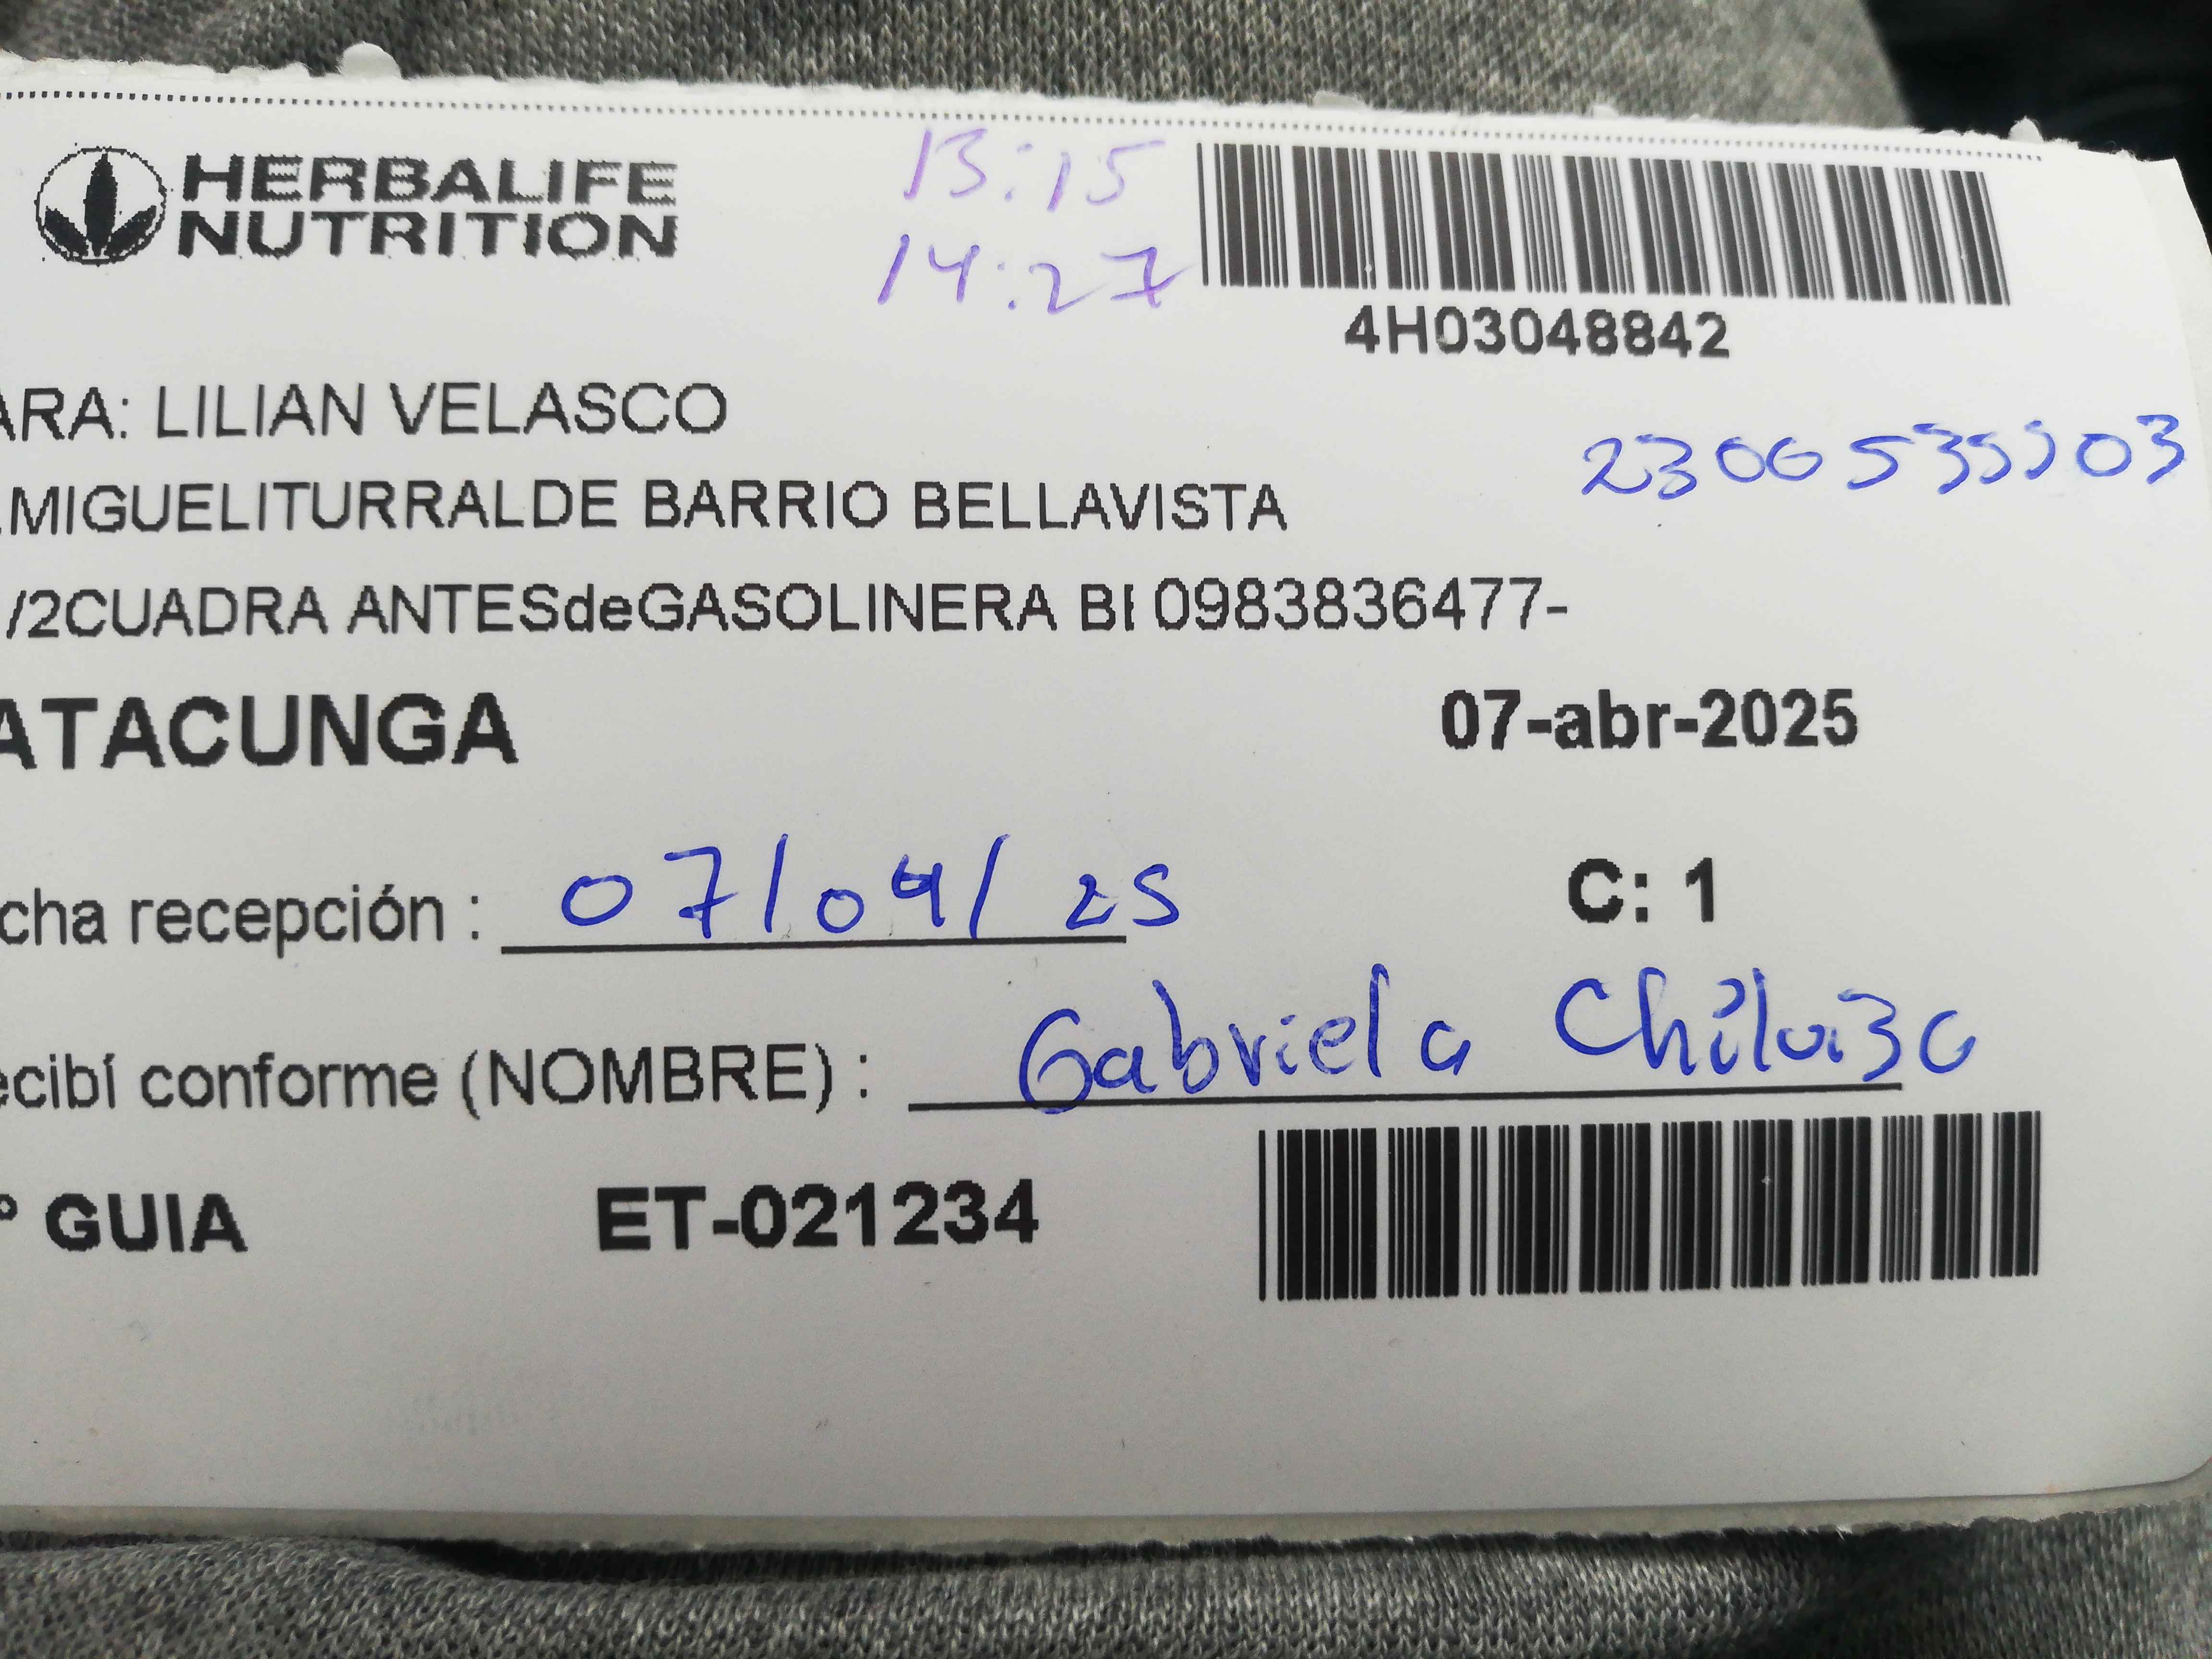 HERBALIFE
NUTRITION
13:15
14:27
4H03048842
ARA: LILIAN VELASCO
.MIGUELITURRALDE BARRIO BELLAVISTA
/2CUADRA ANTESdeGASOLINERA BI 0983836477-
ATACUNGA
07-abr-2025
cha recepción : 07/04/25
C: 1
ecibí conforme (NOMBRE) : Gabriela
° GUIA ET-021234